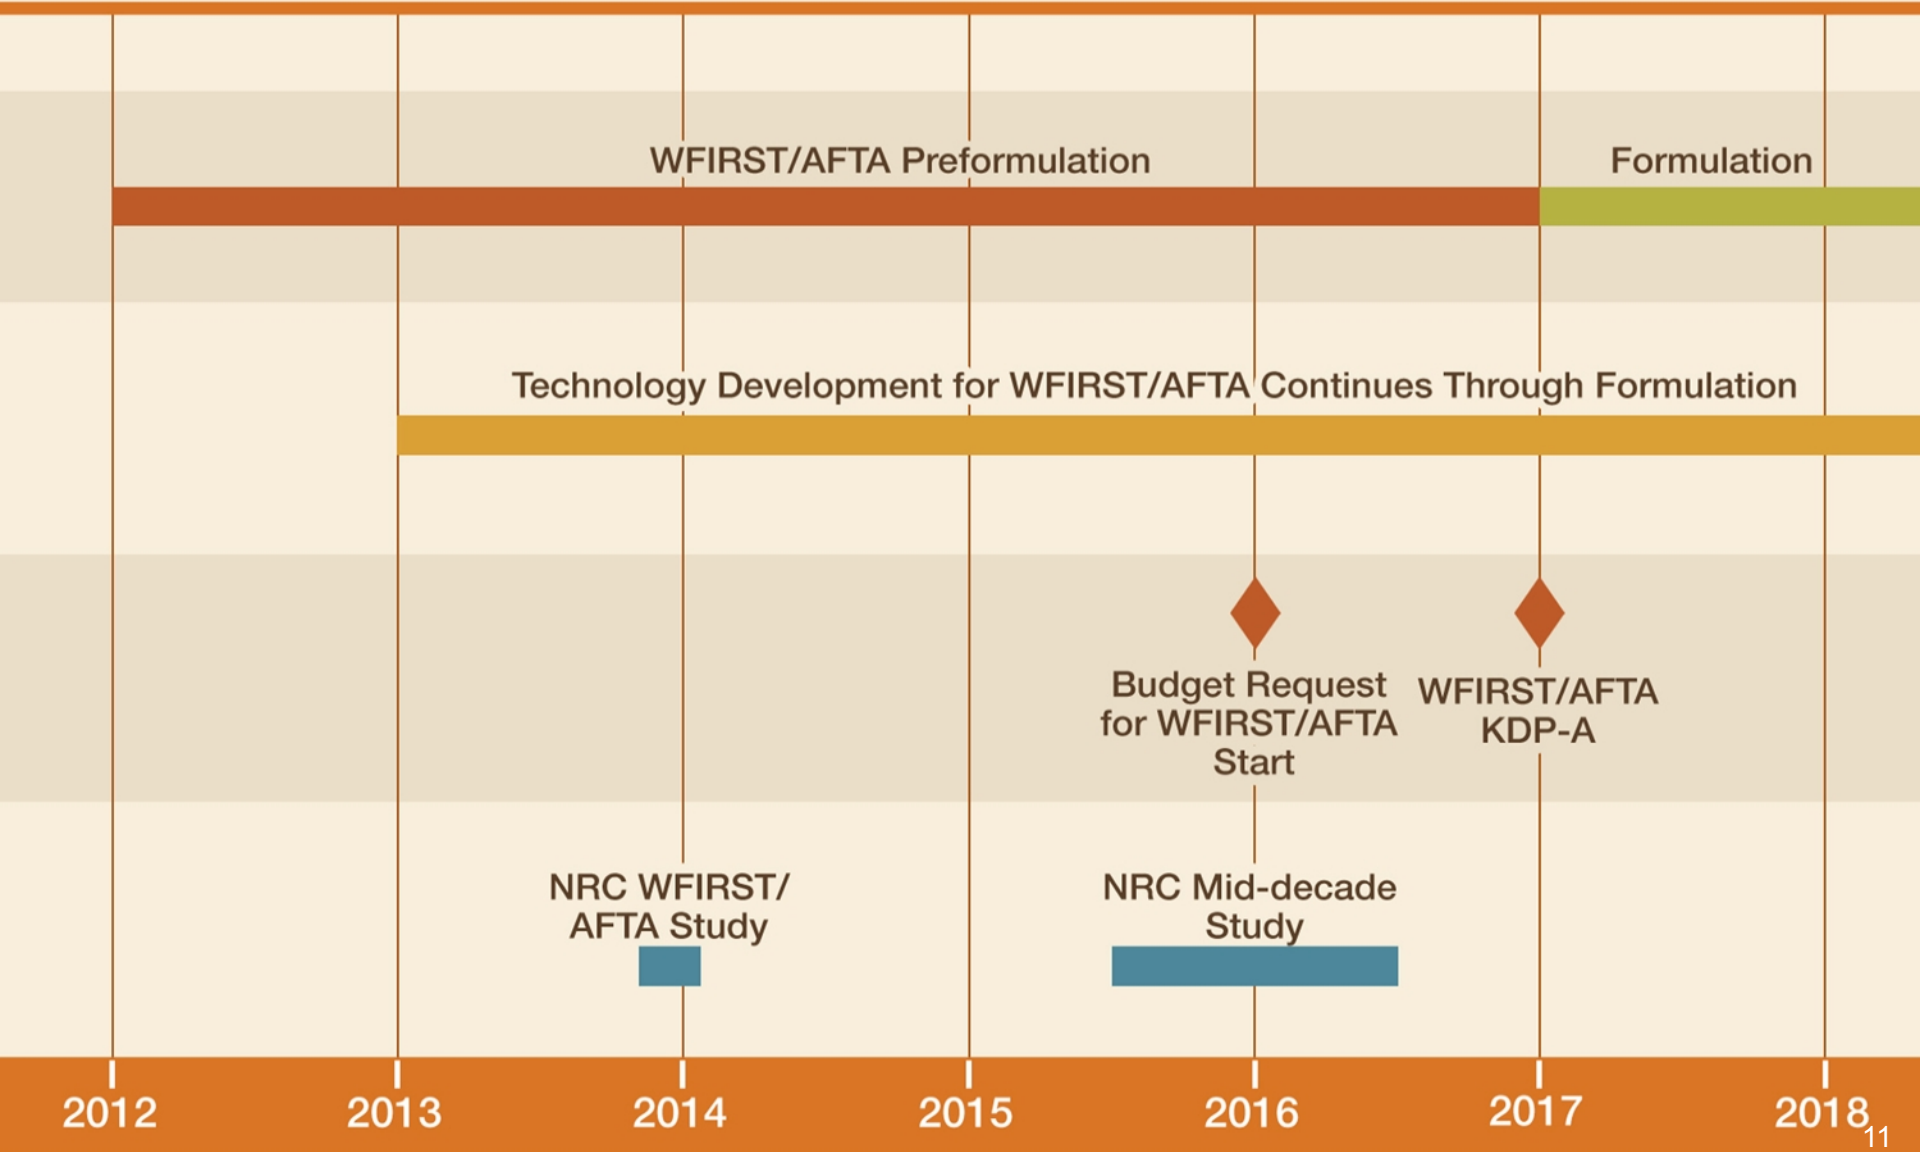 WFIRST/AFTA Preformulation
Formulation
Technology Development for WFIRST/AFTA Continues Through Formulation
Budget Request
for WFIRST/AFTA
Start
WFIRST/AFTA
KDP-A
NRC WFIRST/
AFTA Study
NRC Mid-decade
Study
2012
2013
2014
2015
2016
2017
2018
11